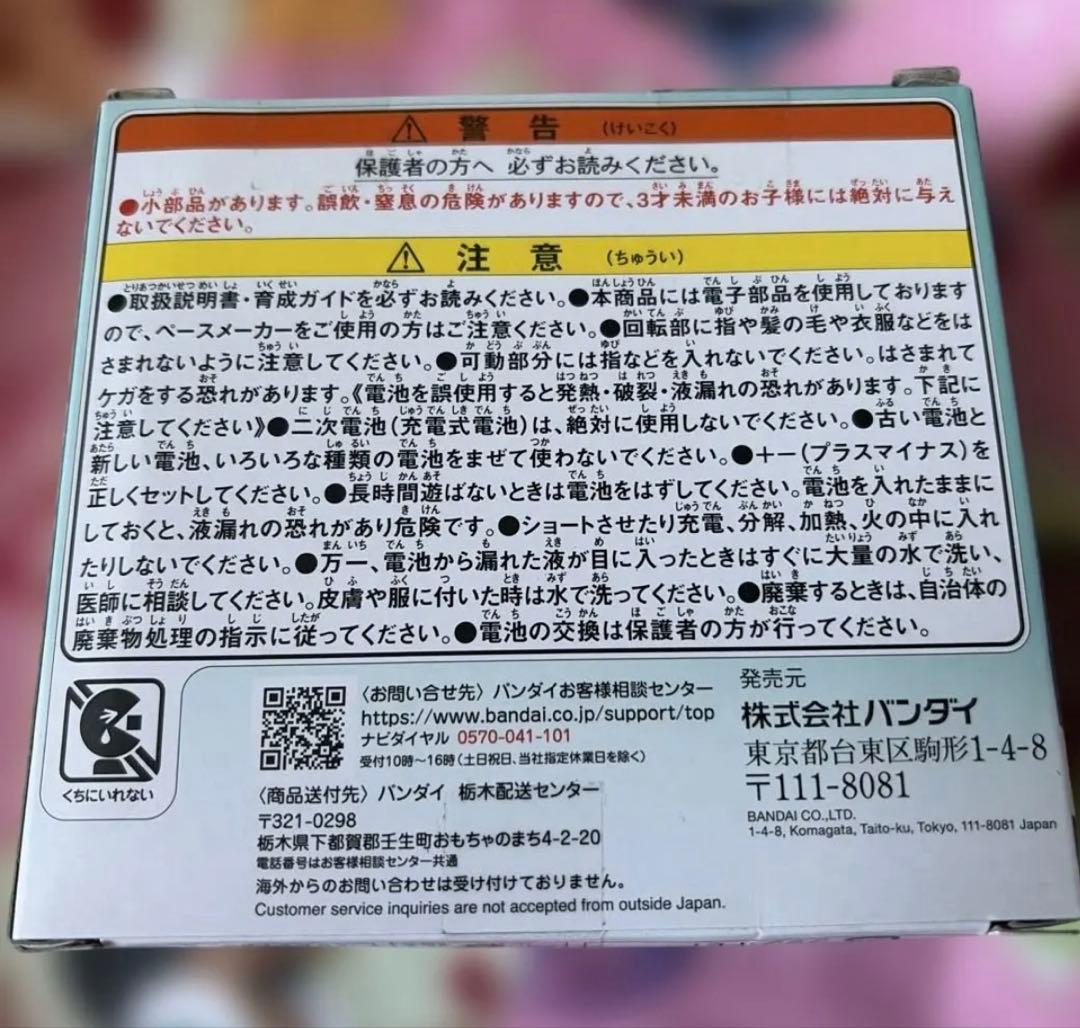 ⚠ 警告 (けいこく)
保護者の方へ 必ずお読みください。
●小部品があります。誤飲・窒息の危険がありますので、3才未満のお子様には絶対に与え
ないでください。
⚠ 注意 (ちゅうい)
●取扱説明書・育成ガイドを必ずお読みください。●本商品には電子部品を使用しております
ので、ペースメーカーをご使用の方はご注意ください。●回転部に指や髪の毛や衣服などをは
さまれないように注意してください。●可動部分には指などを入れないでください。はさまれて
ケガをする恐れがあります。《電池を誤使用すると発熱・破裂・液漏れの恐れがあります。下記に
注意してください》●二次電池(充電式電池)は、絶対に使用しないでください。●古い電池と
新しい電池、いろいろな種類の電池をまぜて使わないでください。●+−(プラスマイナス)を
正しくセットしてください。●長時間遊ばないときは電池をはずしてください。電池を入れたままに
しておくと、液漏れの恐れがあり危険です。●ショートさせたり充電、分解、加熱、火の中に入れ
たりしないでください。●万一、電池から漏れた液が目に入ったときはすぐに大量の水で洗い、
医師に相談してください。皮膚や服に付いた時は水で洗ってください。●廃棄するときは、自治体の
廃棄物処理の指示に従ってください。●電池の交換は保護者の方が行ってください。
くちにいれない
〈お問い合せ先〉バンダイお客様相談センター
https://www.bandai.co.jp/support/top
ナビダイヤル 0570-041-101
受付10時〜16時(土日祝日、当社指定休業日を除く)
〈商品送付先〉バンダイ 栃木配送センター
〒321-0298
栃木県下都賀郡壬生町おもちゃのまち4-2-20
電話番号はお客様相談センター共通
海外からのお問い合わせは受け付けておりません。
Customer service inquiries are not accepted from outside Japan.
発売元
株式会社バンダイ
東京都台東区駒形1-4-8
〒111-8081
BANDAI CO.,LTD.
1-4-8, Komagata, Taito-ku, Tokyo, 111-8081 Japan